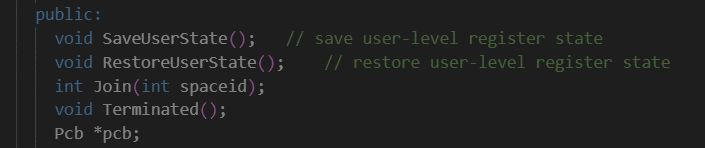 public:
void SaveUserState(); // save user-level register state
void RestoreUserState(); // restore user-level register state
int Join(int spaceid);
void Terminated();
Pcb *pcb;